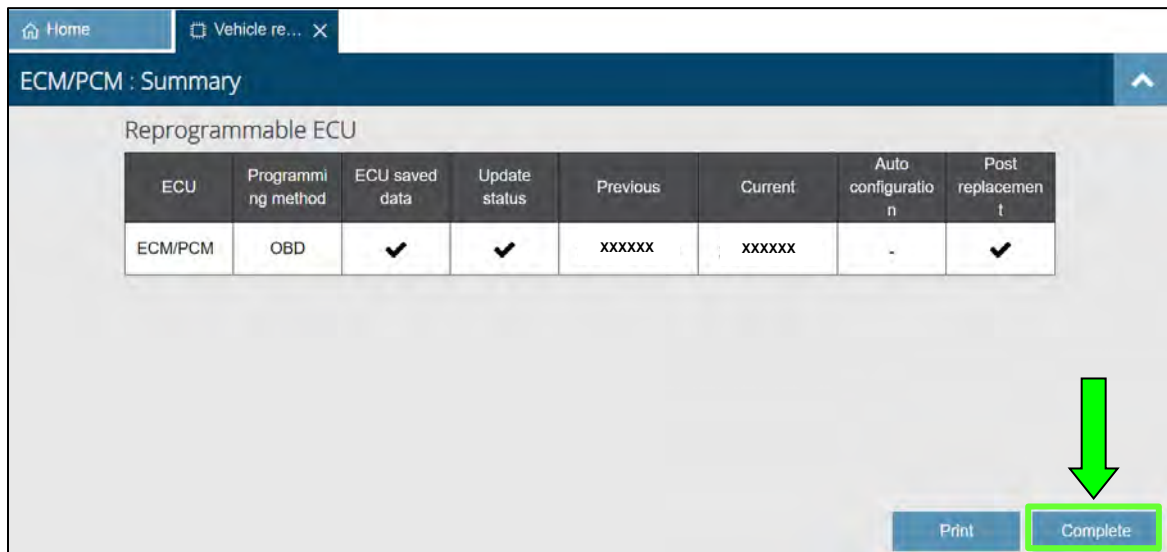 Home
Vehicle re... X
ECM/PCM : Summary
Reprogrammable ECU
ECU
Programmi
ng method
ECU saved
data
Update
status
Previous
Current
Auto
configuratio
n
Post
replacemen
t
ECM/PCM
OBD
✔
✔
XXXXXX
XXXXXX
-
✔
Print
Complete